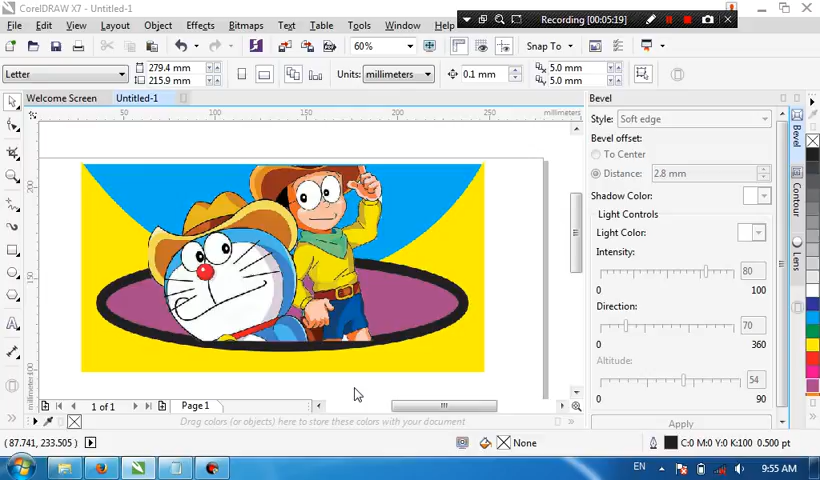 CorelDRAW X7 - Untitled-1
Recording [00:05:19]
File Edit View Layout Object Effects Bitmaps Text Table Tools Window Help
60% Snap To
Letter 279.4 mm 215.9 mm Units: millimeters 0.1 mm 5.0 mm 5.0 mm
Welcome Screen Untitled-1
50 100 150 200 250 millimeters
200
150
100
millimeters
Bevel
Style: Soft edge
Bevel offset:
To Center
Distance: 2.8 mm
Shadow Color:
Light Controls
Light Color:
Intensity:
80
0 100
Direction:
70
0 360
Altitude:
54
0 90
Apply
Bevel
Contour
Lens
1 of 1 Page 1
Drag colors (or objects) here to store these colors with your document
(87.741, 233.505) None C:0 M:0 Y:0 K:100 0.500 pt
EN 9:55 AM